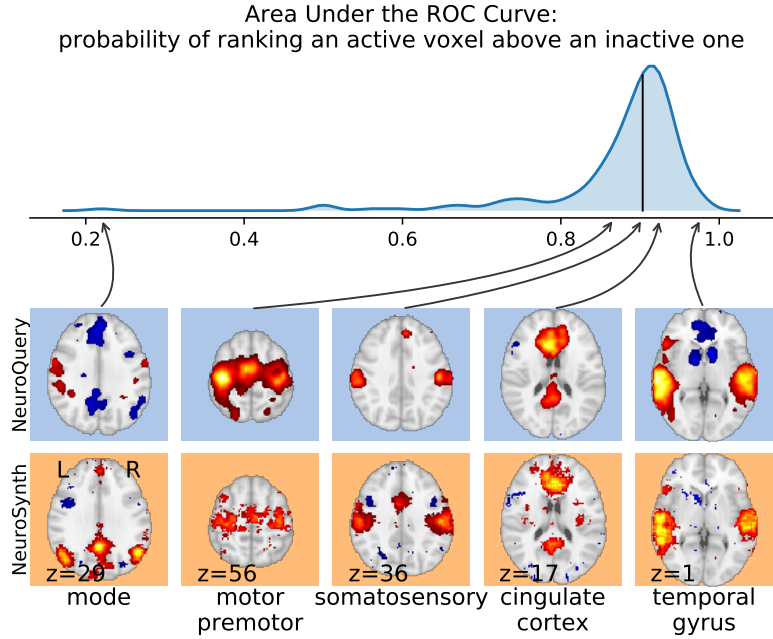 Area Under the ROC Curve:
probability of ranking an active voxel above an inactive one
0.2 0.4 0.6 0.8 1.0
NeuroQuery
NeuroSynth
L R
z=29 z=56 z=36 z=17 z=1
mode motor somatosensory cingulate temporal
premotor cortex gyrus